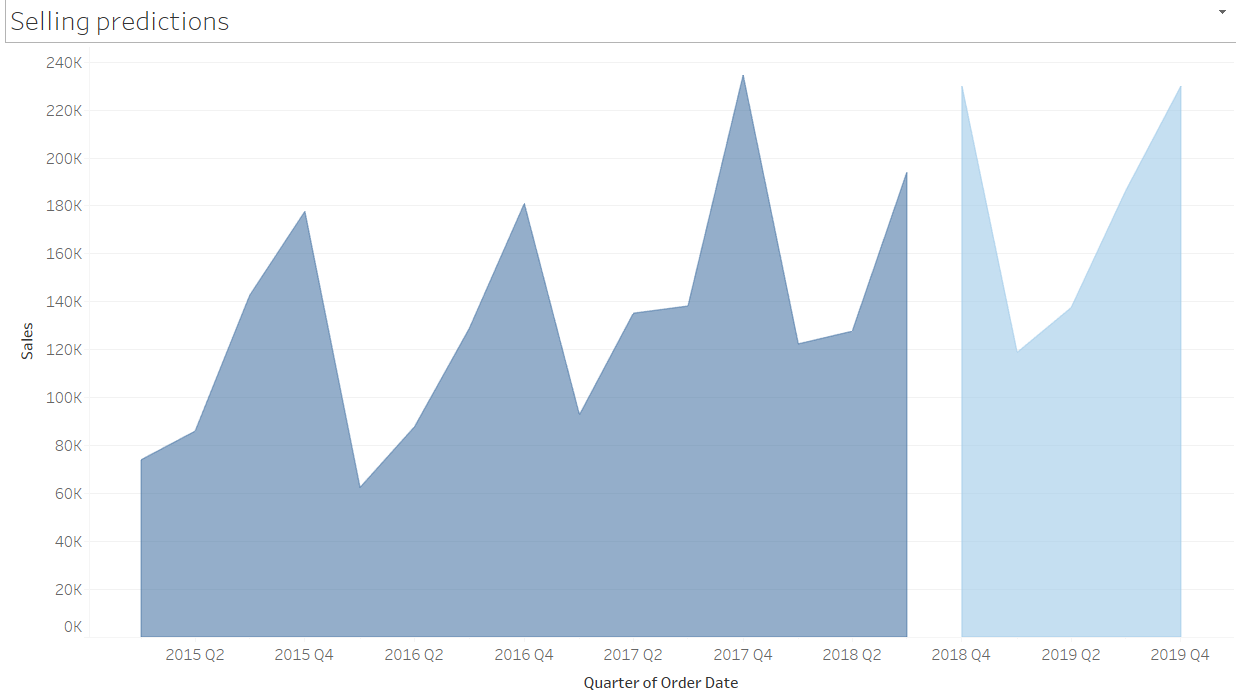 Selling predictions
240K
220K
200K
180K
160K
140K
120K
100K
80K
60K
40K
20K
0K
Sales
2015 Q2 2015 Q4 2016 Q2 2016 Q4 2017 Q2 2017 Q4 2018 Q2 2018 Q4 2019 Q2 2019 Q4
Quarter of Order Date